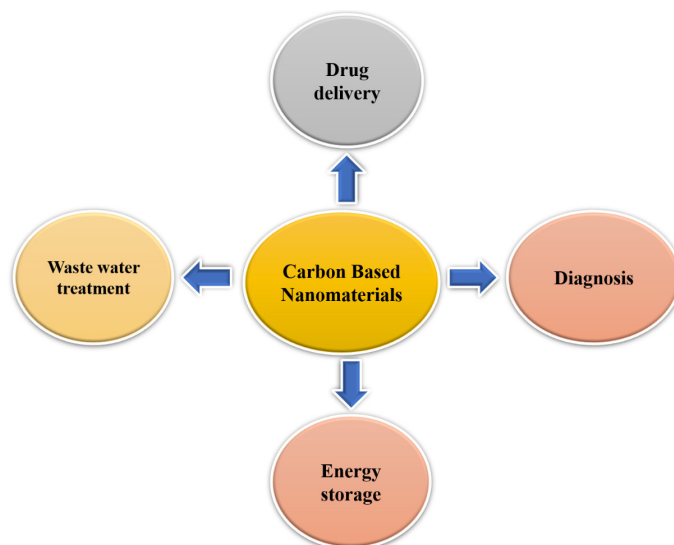 Drug
delivery
Waste water
treatment
Carbon Based
Nanomaterials
Diagnosis
Energy
storage